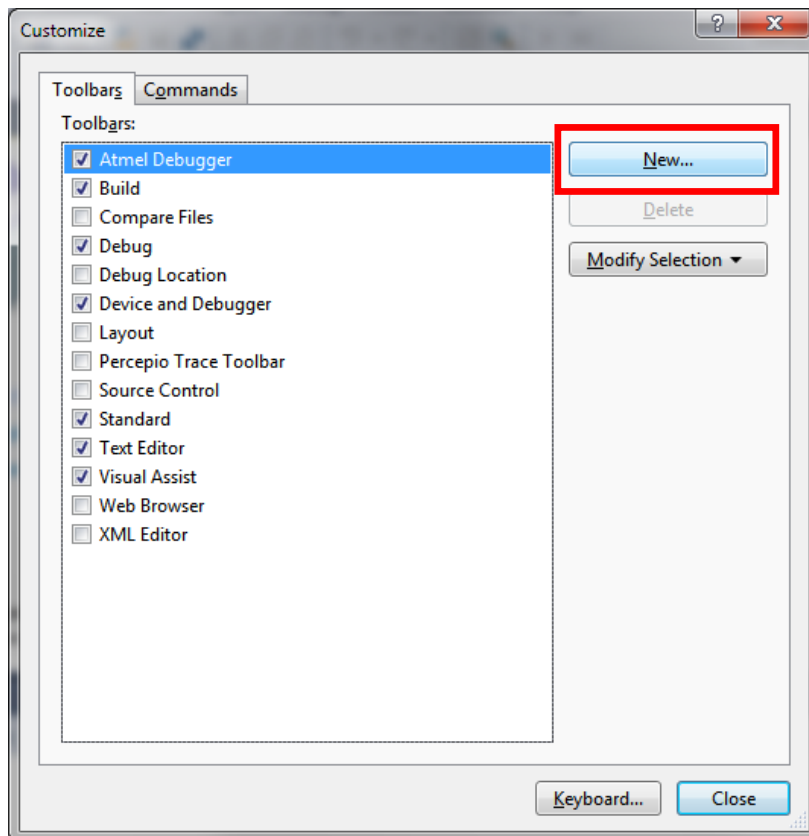 Customize
Toolbars Commands
Toolbars:
Atmel Debugger
New...
Build
Compare Files
Delete
Debug
Debug Location
Modify Selection
Device and Debugger
Layout
Percepio Trace Toolbar
Source Control
Standard
Text Editor
Visual Assist
Web Browser
XML Editor
Keyboard... Close